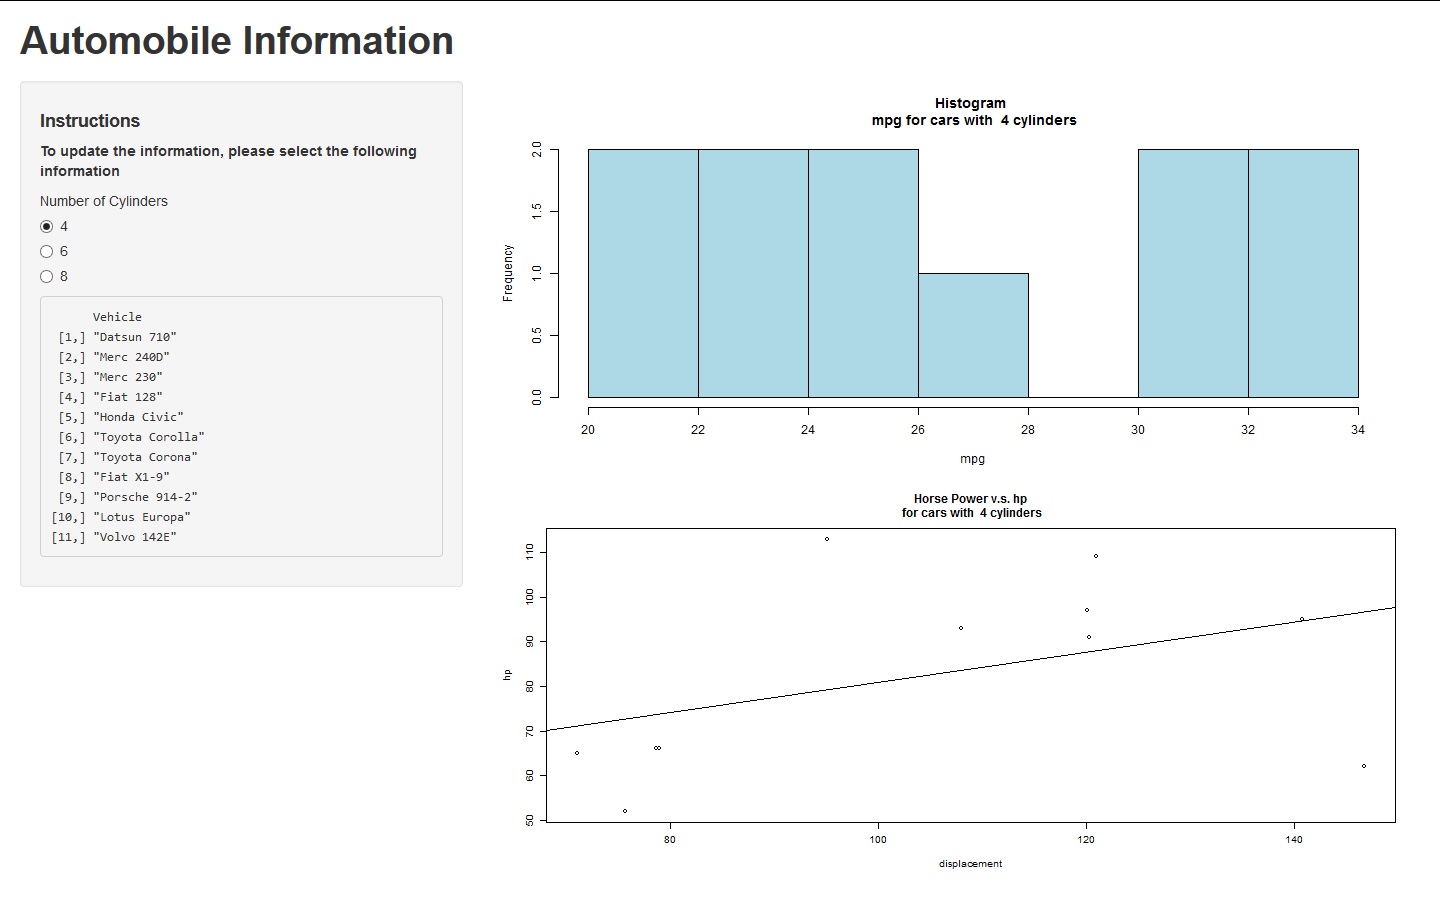 Automobile Information
Instructions
To update the information, please select the following
information
Number of Cylinders
4
6
8
Vehicle
[1,] "Datsun 710"
[2,] "Merc 240D"
[3,] "Merc 230"
[4,] "Fiat 128"
[5,] "Honda Civic"
[6,] "Toyota Corolla"
[7,] "Toyota Corona"
[8,] "Fiat X1-9"
[9,] "Porsche 914-2"
[10,] "Lotus Europa"
[11,] "Volvo 142E"
Histogram
mpg for cars with  4 cylinders
Frequency
2.0
1.5
1.0
0.5
0.0
20 22 24 26 28 30 32 34
mpg
Horse Power v.s. hp
for cars with  4 cylinders
hp
110
100
90
80
70
60
50
80 100 120 140
displacement